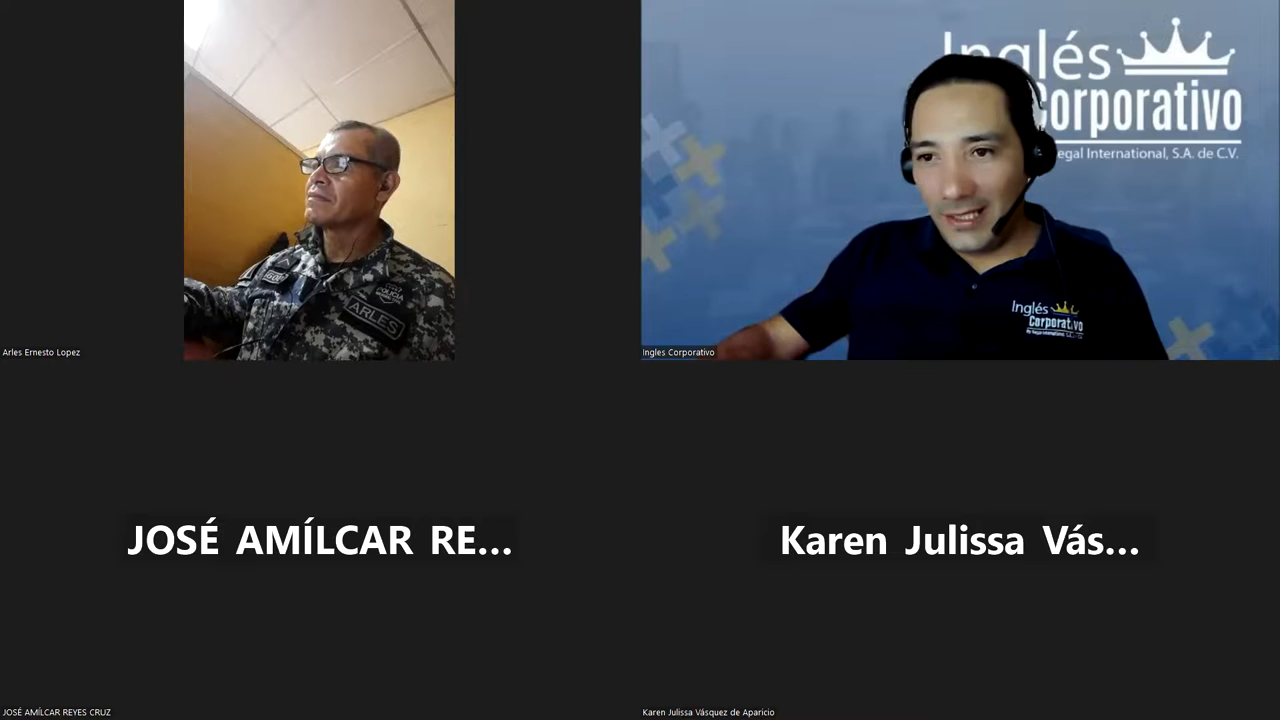 POLICIA
ARLES
Arles Ernesto Lopez
Inglés
Corporativo
egal International, S.A. de C.V.
Inglés
Corporativo
Ingles Corporativo
JOSÉ AMÍLCAR RE...
Karen Julissa Vás...
JOSÉ AMÍLCAR REYES CRUZ
Karen Julissa Vásquez de Aparicio